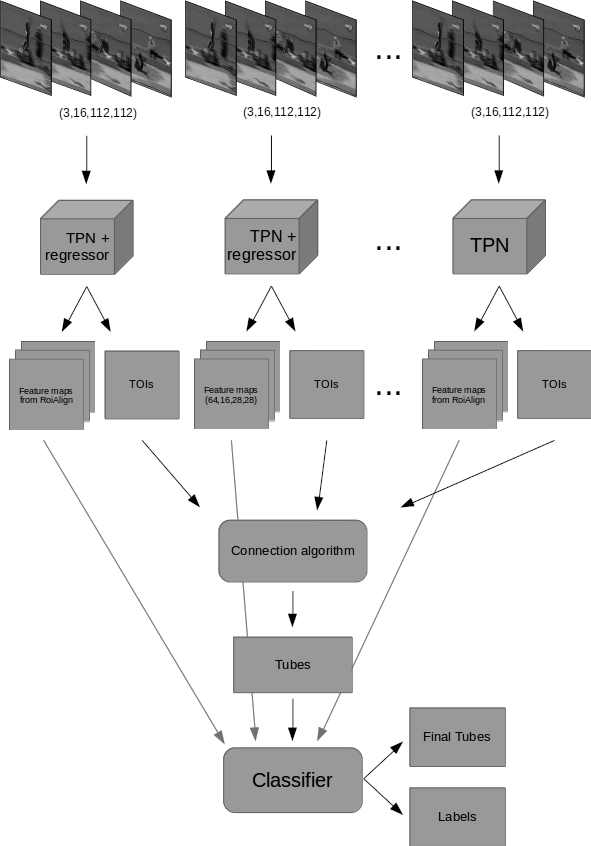 (3,16,112,112)
(3,16,112,112)
...
(3,16,112,112)
TPN +
regressor
TPN +
regressor
...
TPN
Feature maps
from RoiAlign
TOIs
Feature maps
(64,16,28,28)
TOIs
...
Feature maps
from RoiAlign
TOIs
Connection algorithm
Tubes
Classifier
Final Tubes
Labels